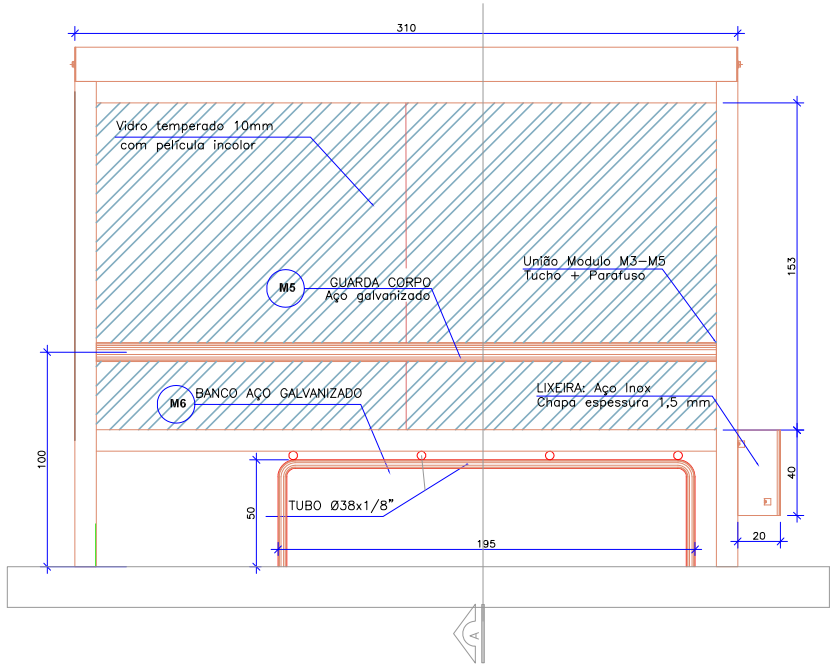 310
Vidro temperado 10mm
com película incolor
153
União Modulo M3-M5
Tucho + Parafuso
M5
GUARDA CORPO
Aço galvanizado
M6
BANCO AÇO GALVANIZADO
LIXEIRA: Aço Inox
Chapa espessura 1,5 mm
100
40
50
TUBO Ø38x1/8"
195
20
A